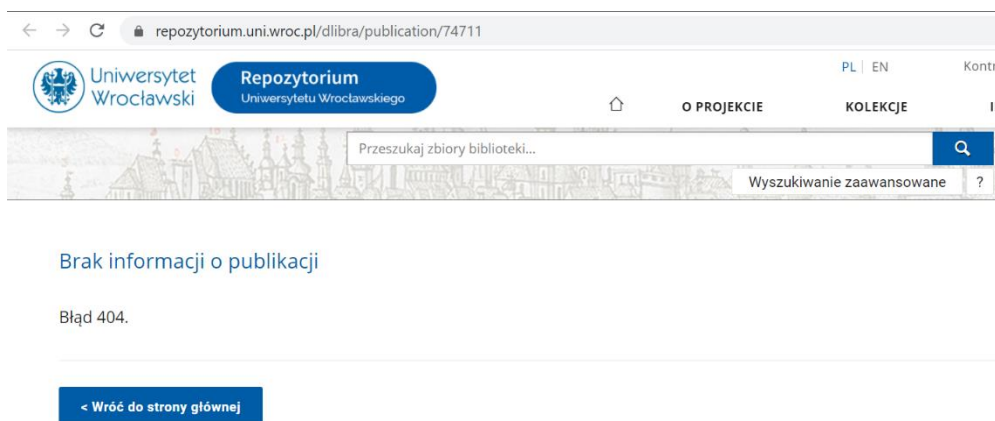 repozytorium.uni.wroc.pl/dlibra/publication/74711
Uniwersytet
Wrocławski
Repozytorium
Uniwersytetu Wrocławskiego
PL | EN
O PROJEKCIE
KOLEKCJE
Przeszukaj zbiory biblioteki...
Wyszukiwanie zaawansowane
?
Brak informacji o publikacji
Błąd 404.
< Wróć do strony głównej